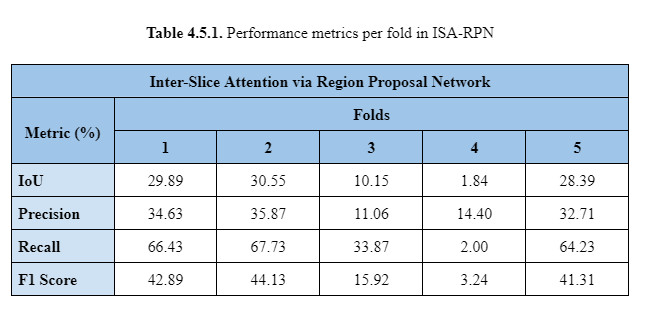 Table 4.5.1. Performance metrics per fold in ISA-RPN
Inter-Slice Attention via Region Proposal Network
Metric (%) Folds
1 2 3 4 5
IoU 29.89 30.55 10.15 1.84 28.39
Precision 34.63 35.87 11.06 14.40 32.71
Recall 66.43 67.73 33.87 2.00 64.23
F1 Score 42.89 44.13 15.92 3.24 41.31